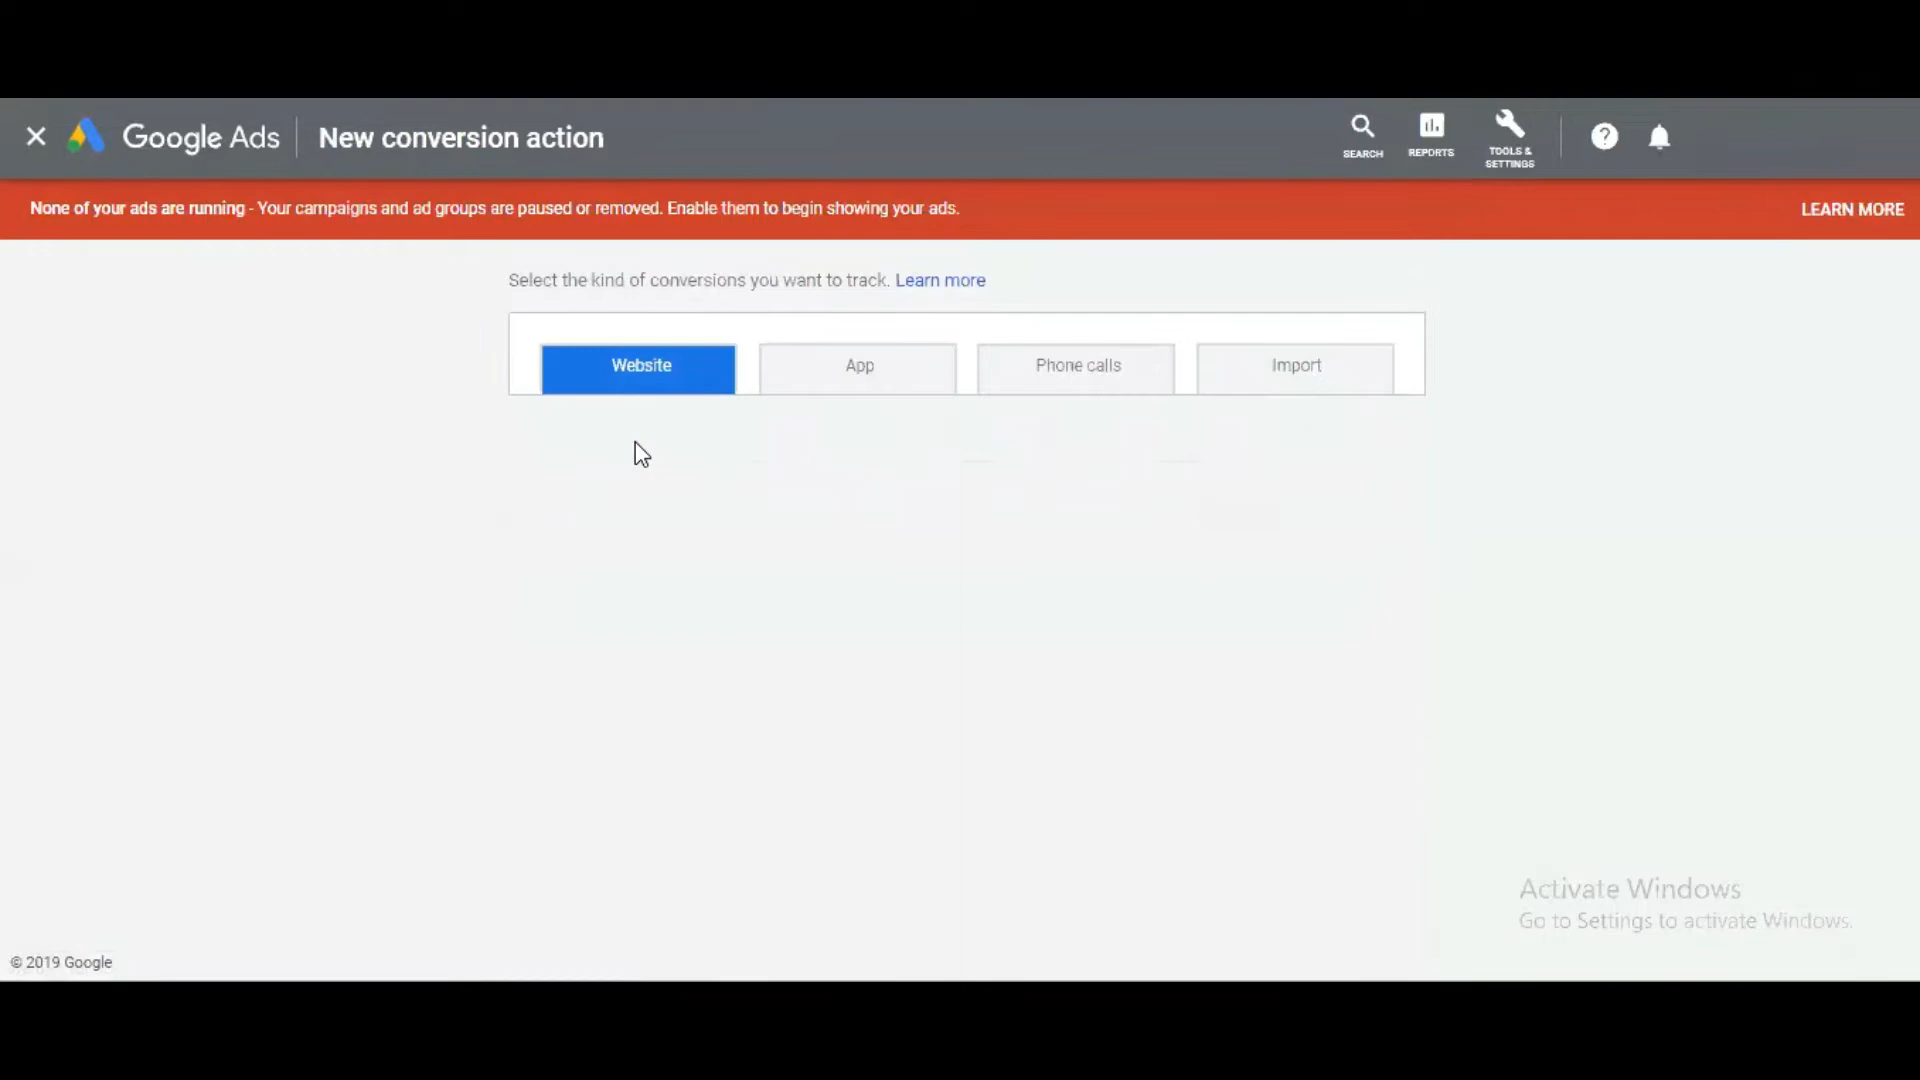 Google Ads
New conversion action
SEARCH
REPORTS
TOOLS &
SETTINGS
None of your ads are running - Your campaigns and ad groups are paused or removed. Enable them to begin showing your ads.
LEARN MORE
Select the kind of conversions you want to track. Learn more
Website
App
Phone calls
Import
Activate Windows
Go to Settings to activate Windows.
© 2019 Google